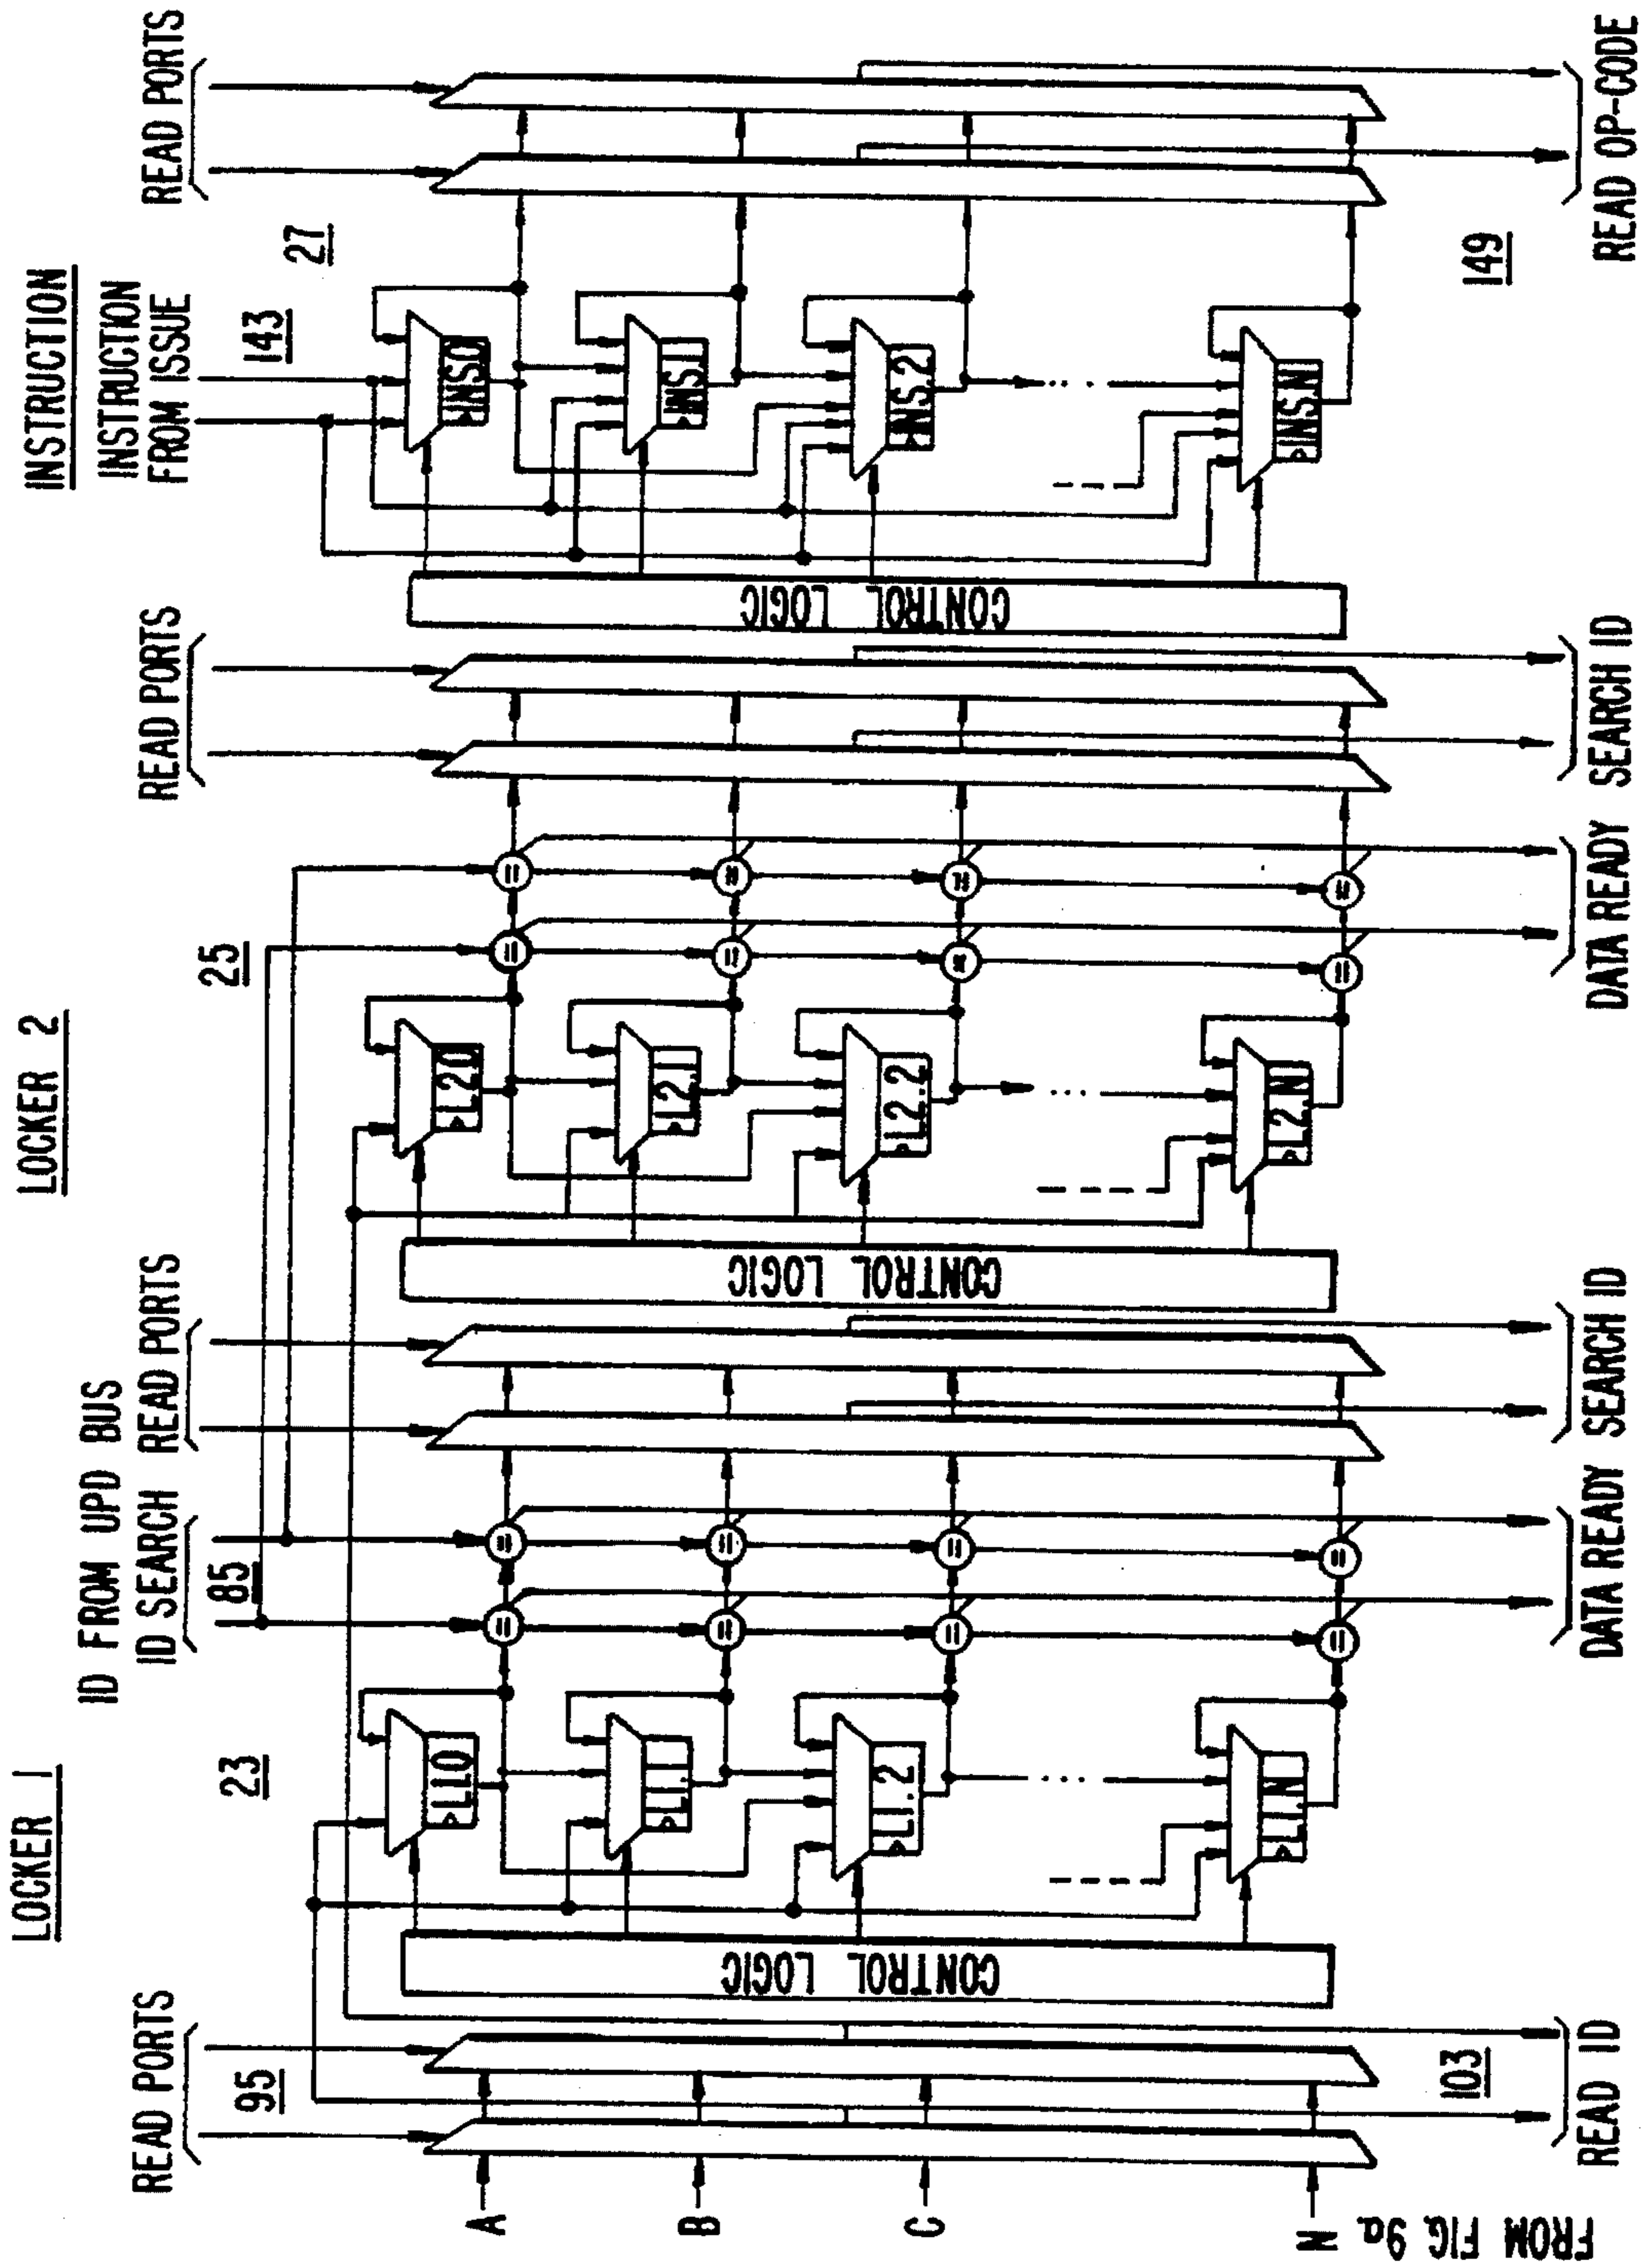 LOCKER 1
LOCKER 2
INSTRUCTION
READ PORTS
95
23
ID FROM UPD BUS
ID SEARCH
85
READ PORTS
25
READ PORTS
INSTRUCTION
FROM ISSUE
143
27
READ PORTS
A
B
C
N
FROM FIG. 9a
CONTROL LOGIC
L1.0
L1.1
L1.2
L1.N
=
=
=
=
=
=
=
=
CONTROL LOGIC
L2.0
L2.1
L2.2
L2.N
=
=
=
=
=
=
=
=
CONTROL LOGIC
INS.0
INS.1
INS.2
INS.N
...
...
...
103
READ ID
DATA READY
SEARCH ID
DATA READY
SEARCH ID
149
READ OP-CODE